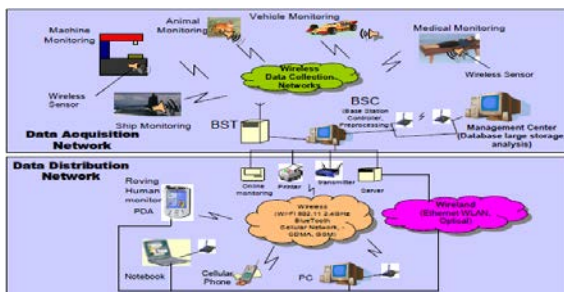 Machine
Monitoring
Animal
Monitoring
Vehicle Monitoring
Medical Monitoring
Wireless
Data Collection
Networks
Wireless
Sensor
Wireless Sensor
Ship Monitoring
BST
BSC
(Base Station
Controller,
Preprocessing)
Management Center
(Database large storage,
analysis)
Data Acquisition
Network
Data Distribution
Network
Online
monitoring
Printer
transmitter
Server
Roving
Human
monitor
PDA
Wireless
(Wi-Fi 802.11 2.4GHz
BlueTooth
Cellular Network, -
CDMA, GSM)
Wireland
(Ethernet WLAN,
Optical)
Notebook
Cellular
Phone
PC